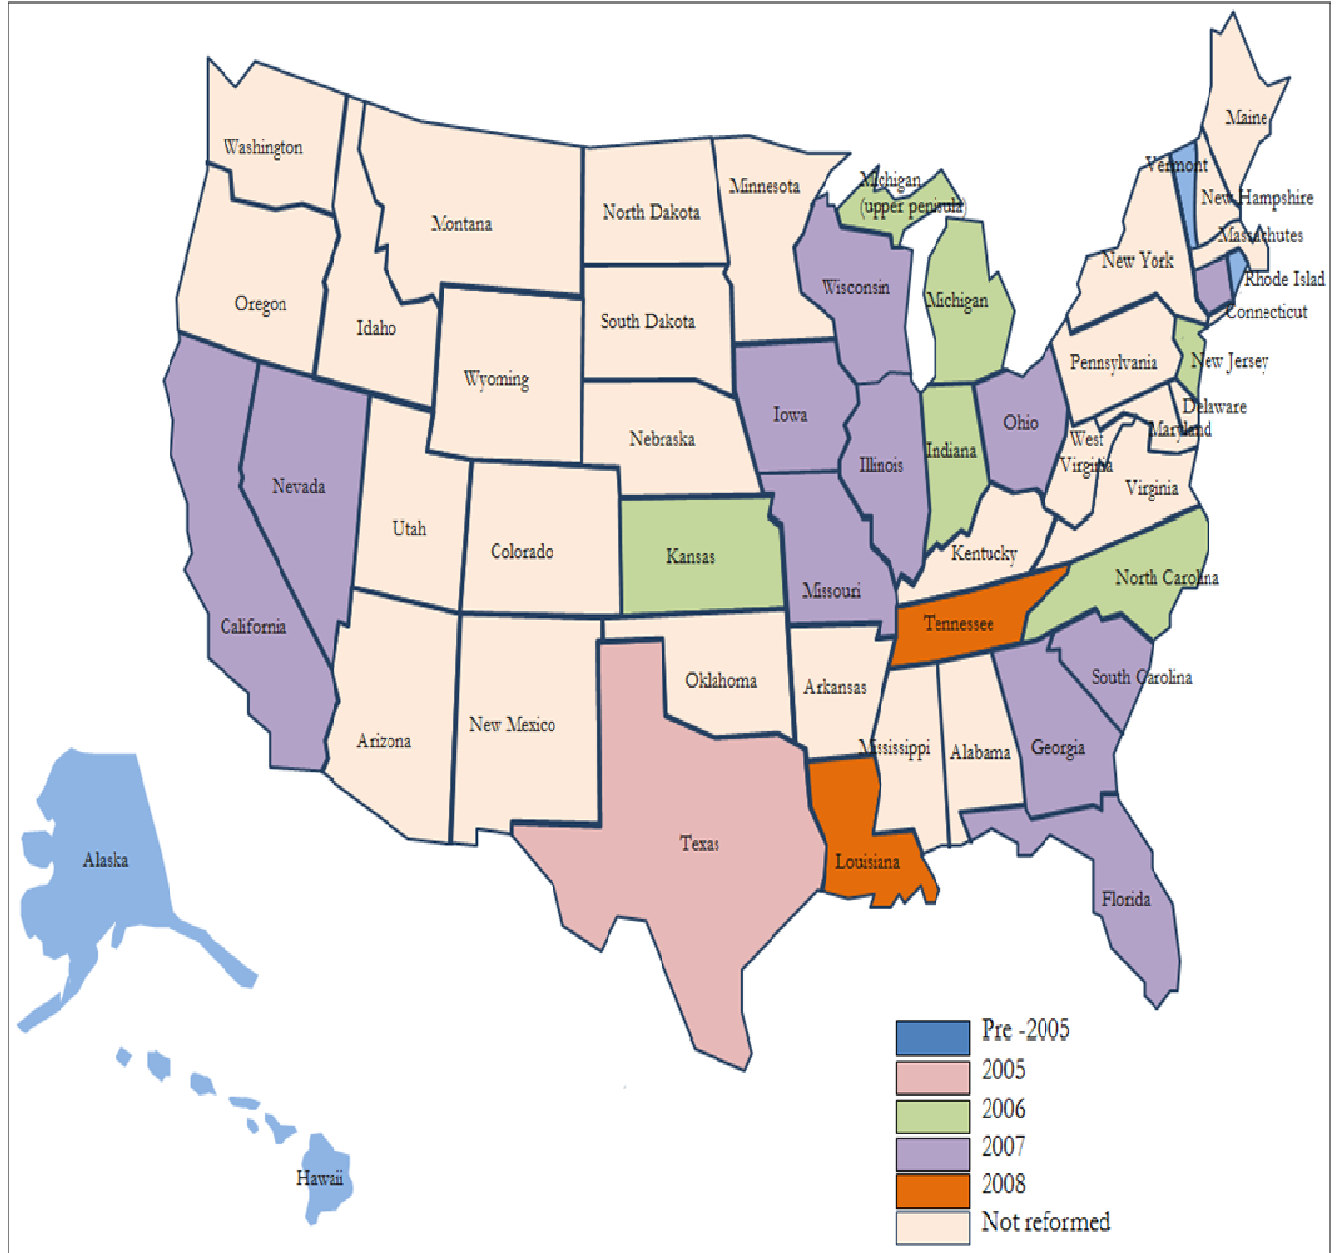 Maine
Washington
Vermont
Michigan
(upper penisula)
Minnesota
New Hampshire
North Dakota
Montana
Massachutes
New York
Rhode Islad
Wisconsin
Michigan
Oregon
Connecticut
South Dakota
Idaho
Pennsylvania
New Jersey
Wyoming
Delaware
Iowa
Ohio
Maryland
Nebraska
West
Virginia
Indiana
Illinois
Nevada
Virginia
Utah
Colorado
Kansas
Kentucky
North Carolina
Missouri
California
Tennessee
Oklahoma
Arkansas
South Carolina
New Mexico
Arizona
Mississippi
Alabama
Georgia
Texas
Alaska
Louisiana
Florida
Hawaii
Pre -2005
2005
2006
2007
2008
Not reformed